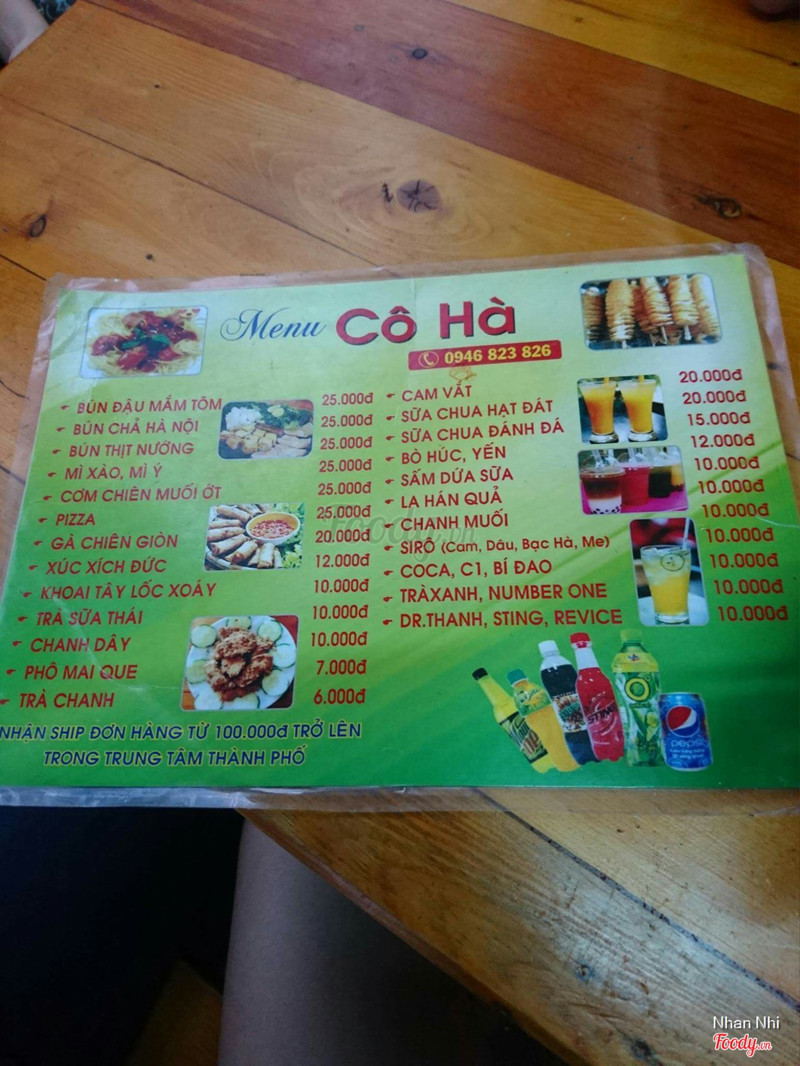 Menu Cô Hà
0946 823 826
BÚN ĐẬU MẮM TÔM 25.000đ
BÚN CHẢ HÀ NỘI 25.000đ
BÚN THỊT NƯỚNG 25.000đ
MÌ XÀO, MÌ Ý 25.000đ
CƠM CHIÊN MUỐI ỚT 25.000đ
PIZZA 25.000đ
GÀ CHIÊN GIÒN 20.000đ
XÚC XÍCH ĐỨC 12.000đ
KHOAI TÂY LỐC XOÁY 10.000đ
TRÀ SỮA THÁI 10.000đ
CHANH DÂY 10.000đ
PHÔ MAI QUE 7.000đ
TRÀ CHANH 6.000đ
CAM VẮT 20.000đ
SỮA CHUA HẠT ĐÁT 20.000đ
SỮA CHUA ĐÁNH ĐÁ 15.000đ
BÒ HÚC, YẾN 12.000đ
SẤM DỨA SỮA 10.000đ
LA HÁN QUẢ 10.000đ
CHANH MUỐI 10.000đ
SIRÔ (Cam, Dâu, Bạc Hà, Me) 10.000đ
COCA, C1, BÍ ĐAO 10.000đ
TRÀXANH, NUMBER ONE 10.000đ
DR.THANH, STING, REVICE 10.000đ
NHẬN SHIP ĐƠN HÀNG TỪ 100.000đ TRỞ LÊN
TRONG TRUNG TÂM THÀNH PHỐ
STING
pepsi
Foody.vn
Nhan Nhi
Foody.vn